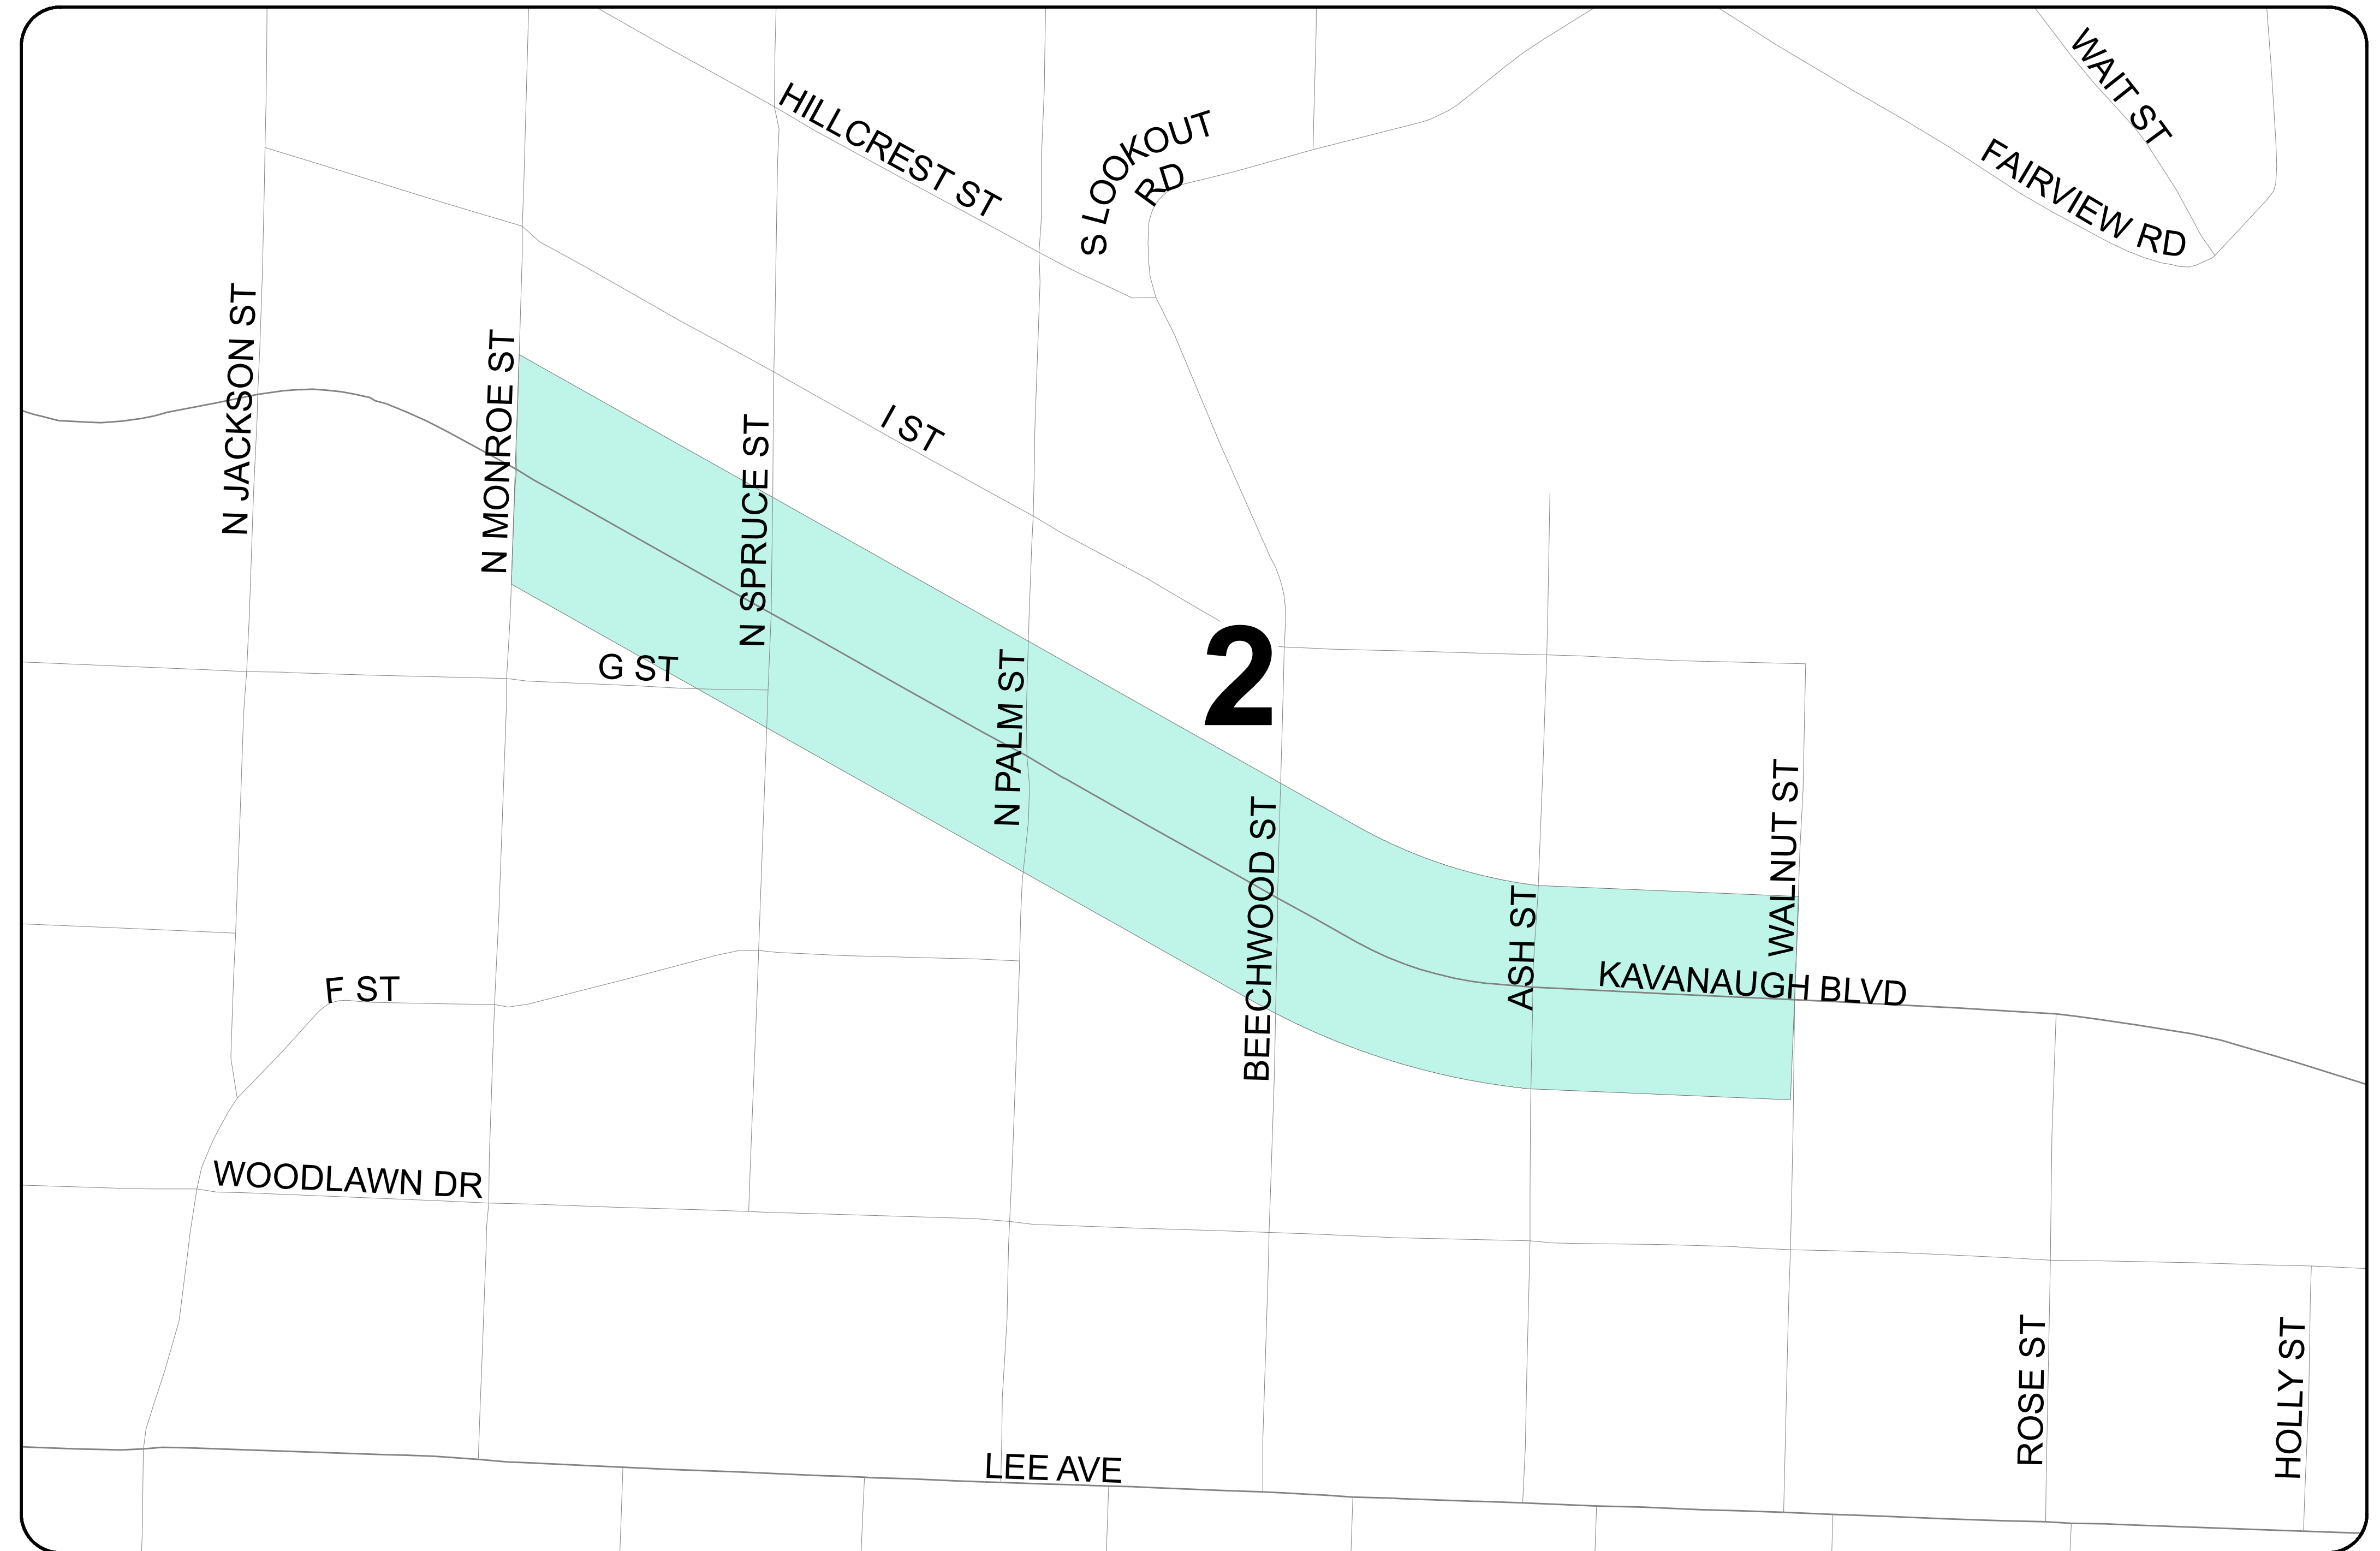 WAIT ST
HILLCREST ST
S LOOKOUT
RD
FAIRVIEW RD
N JACKSON ST
N MONROE ST
I ST
N SPRUCE ST
2
G ST
N PALM ST
WALNUT ST
BEECHWOOD ST
ASH ST
KAVANAUGH BLVD
F ST
WOODLAWN DR
ROSE ST
HOLLY ST
LEE AVE